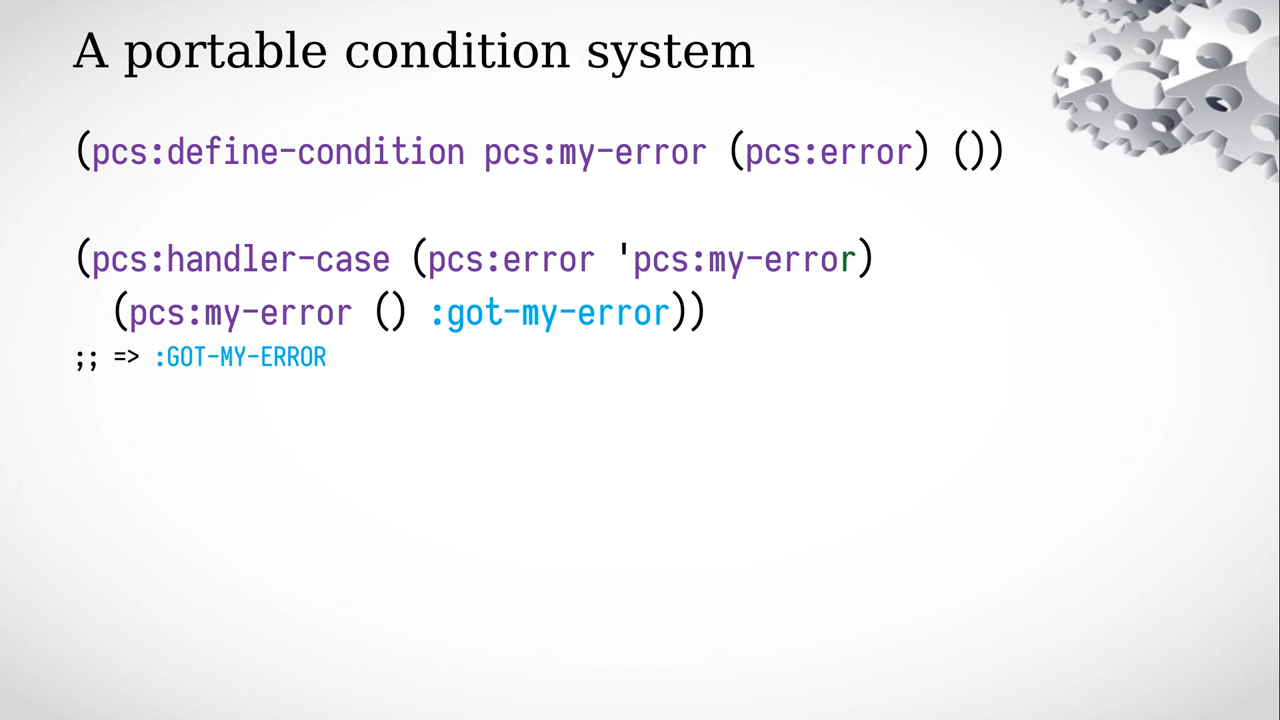 A portable condition system
(pcs:define-condition pcs:my-error (pcs:error) ())
(pcs:handler-case (pcs:error 'pcs:my-error)
(pcs:my-error () :got-my-error))
;; => :GOT-MY-ERROR